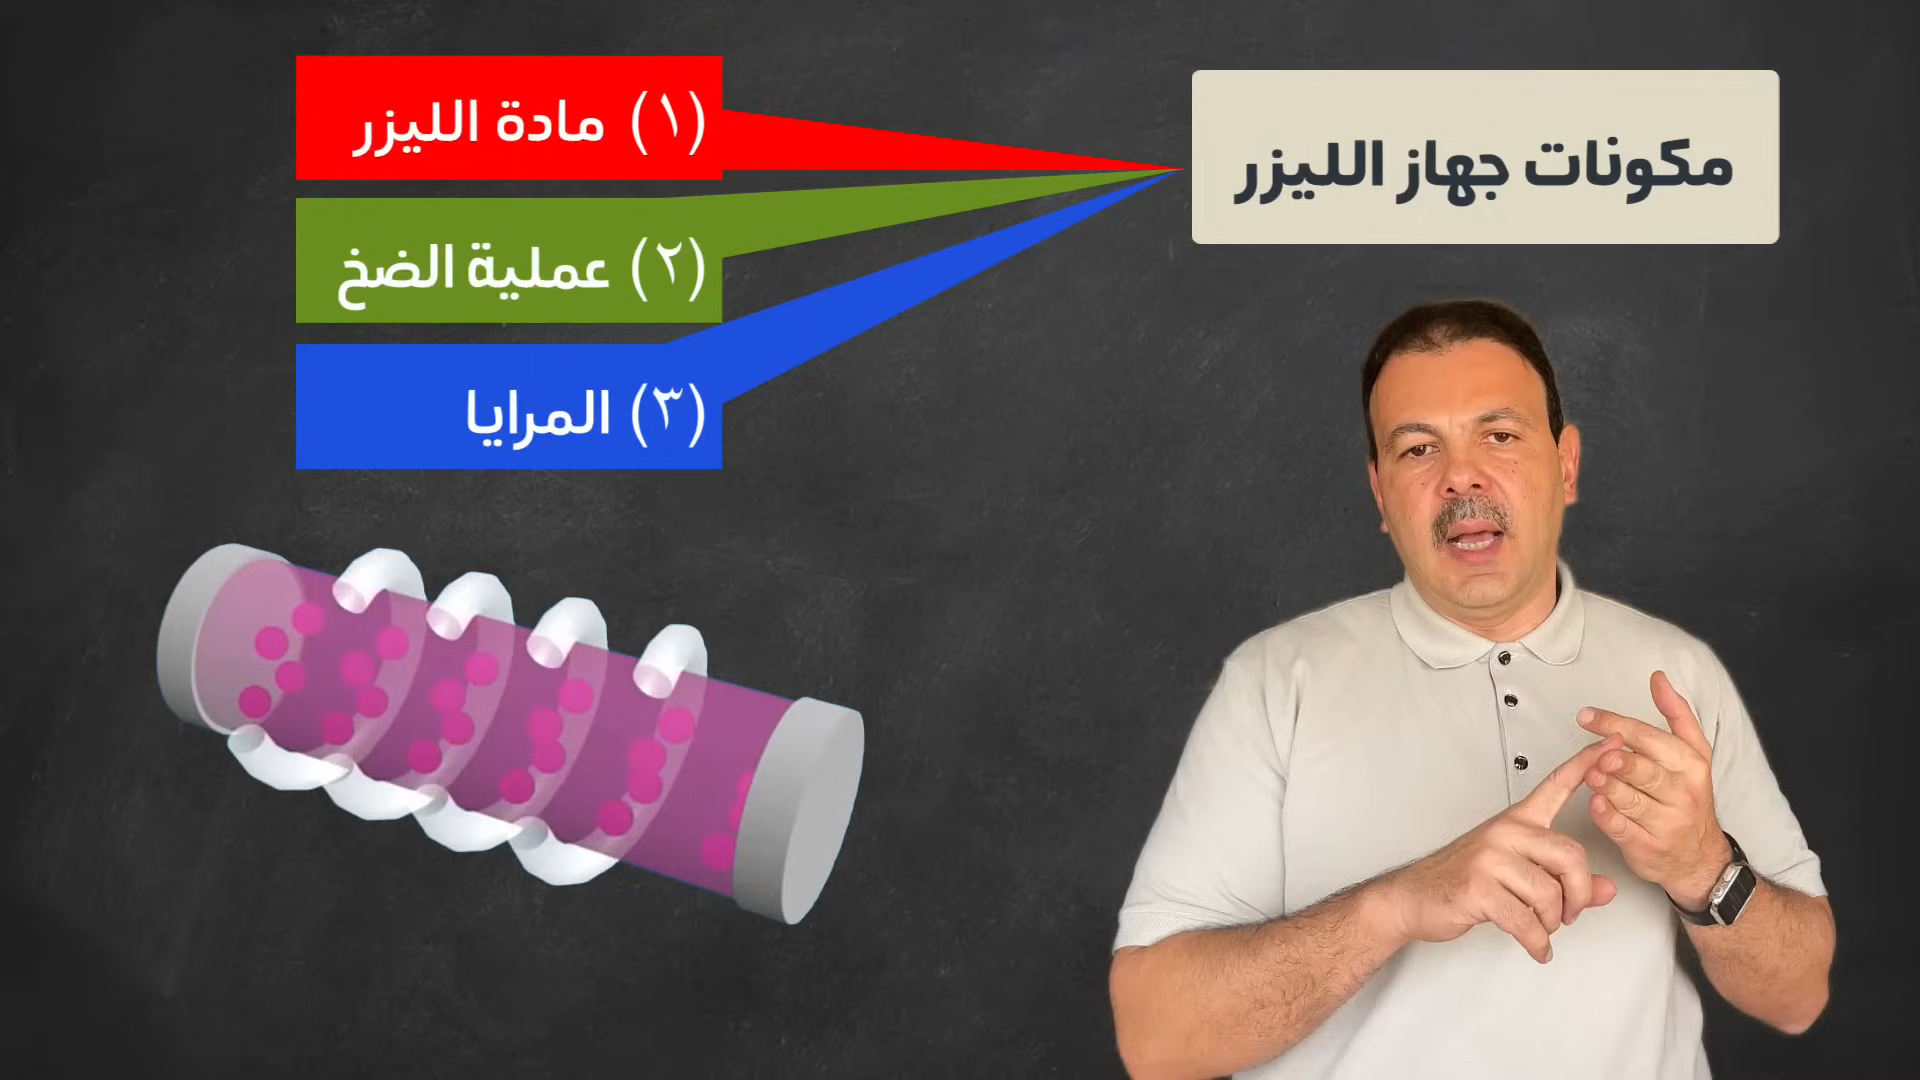 مكونات جهاز الليزر
(١) مادة الليزر
(٢) عملية الضخ
(٣) المرايا